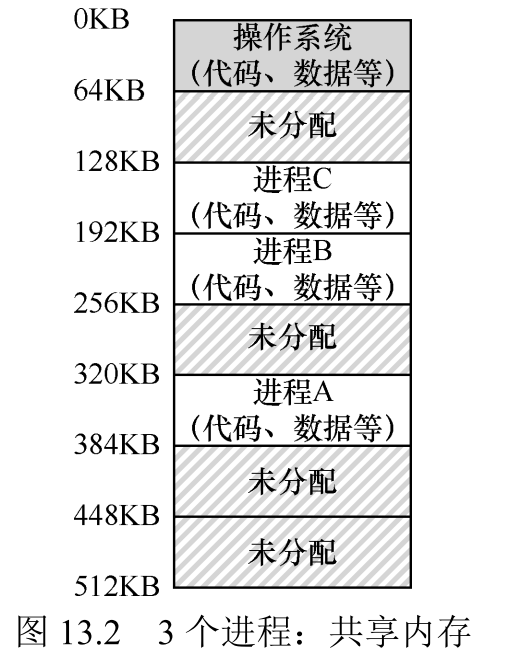 0KB
操作系统
(代码、数据等)
64KB
未分配
128KB
进程C
(代码、数据等)
192KB
进程B
(代码、数据等)
256KB
未分配
320KB
进程A
(代码、数据等)
384KB
未分配
448KB
未分配
512KB
图 13.2 3 个进程：共享内存